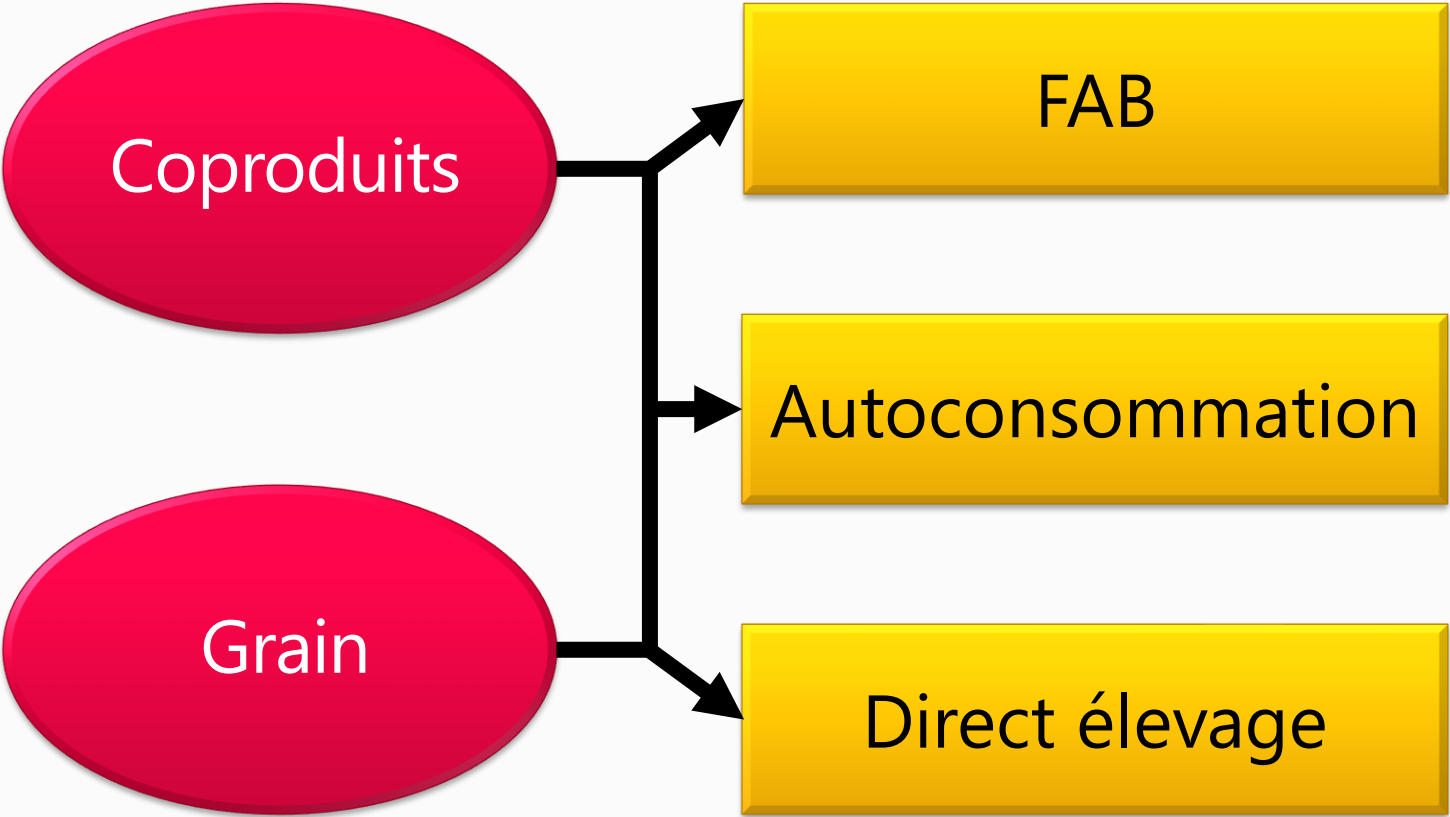 Coproduits
FAB
Autoconsommation
Grain
Direct élevage